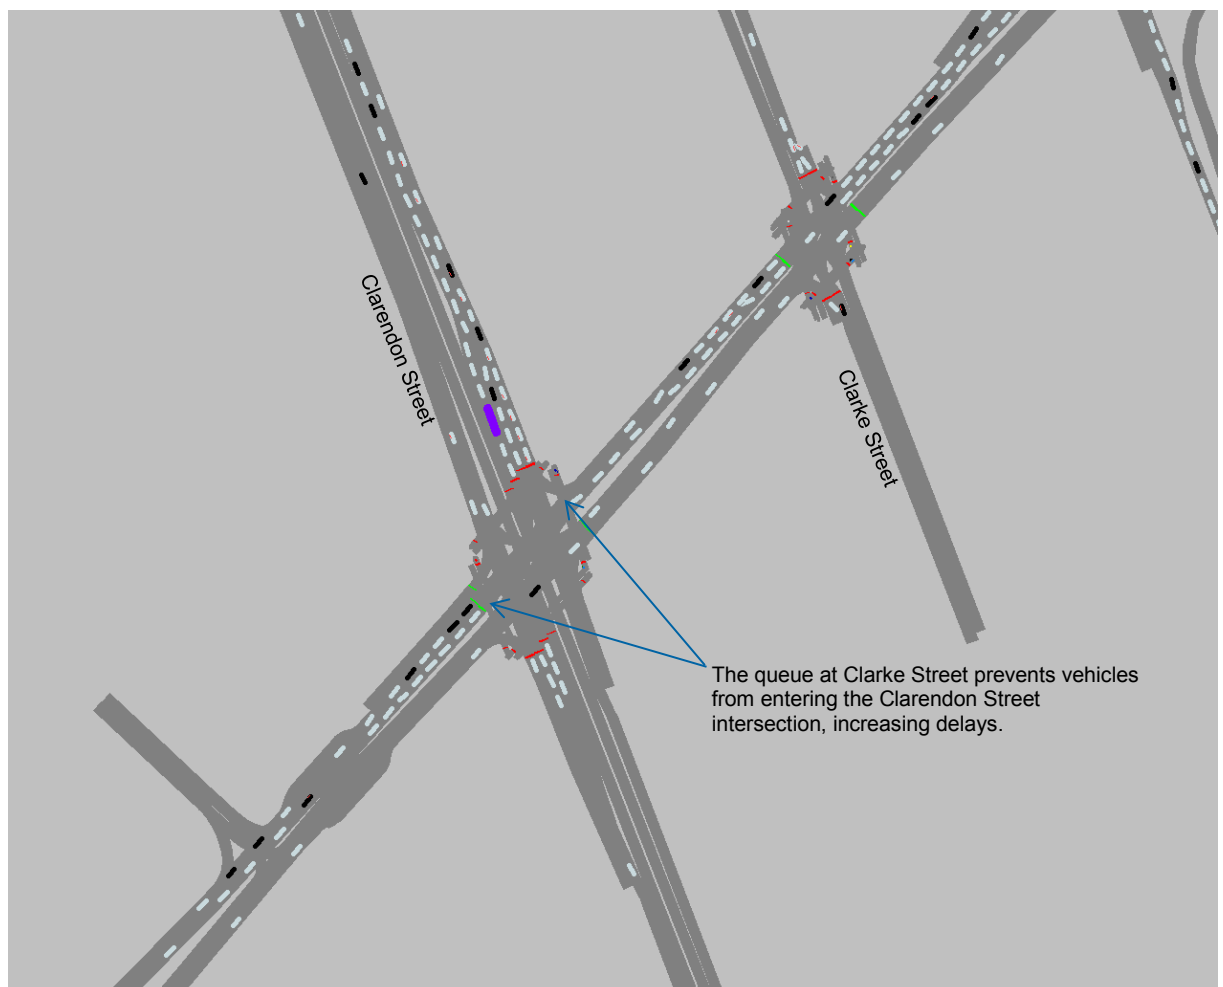 Clarendon Street
Clarke Street
The queue at Clarke Street prevents vehicles
from entering the Clarendon Street
intersection, increasing delays.